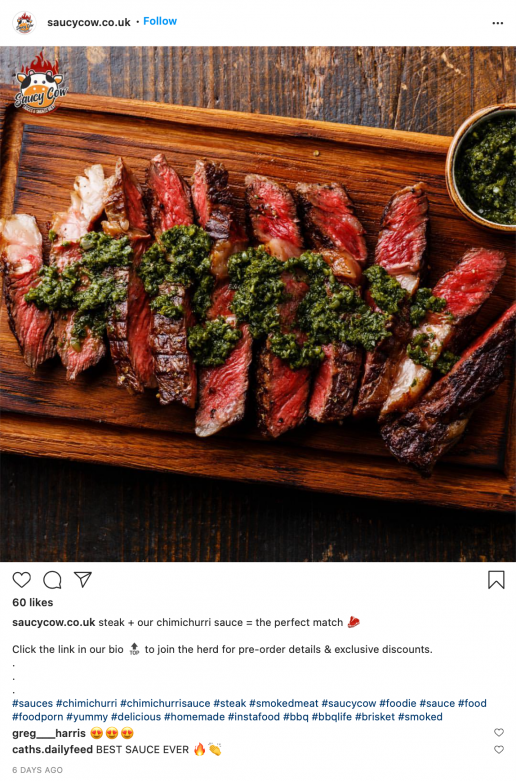 saucycow.co.uk • Follow
Saucy Cow
60 likes
saucycow.co.uk steak + our chimichurri sauce = the perfect match 🥩
Click the link in our bio 🔝 to join the herd for pre-order details & exclusive discounts.
.
.
.
#sauces #chimichurri #chimichurrisauce #steak #smokedmeat #saucycow #foodie #sauce #food
#foodporn #yummy #delicious #homemade #instafood #bbq #bbqlife #brisket #smoked
greg___harris 😍😍😍
caths.dailyfeed BEST SAUCE EVER 🔥👏
6 DAYS AGO